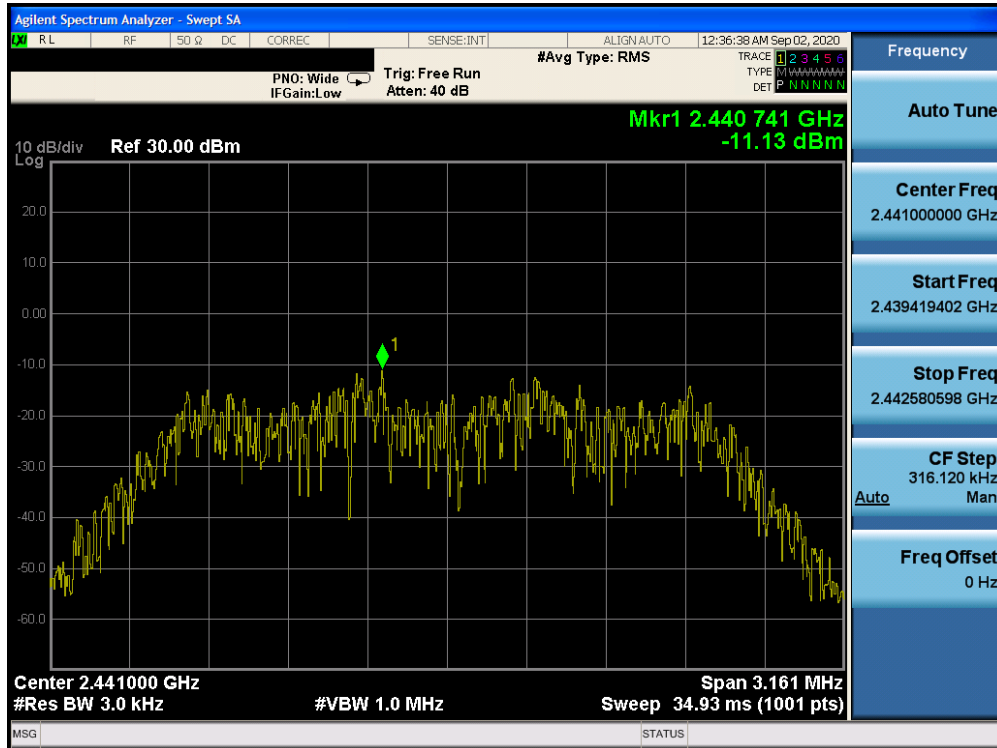 Agilent Spectrum Analyzer - Swept SA
LXI RL RF 50 Ω DC CORREC SENSE:INT ALIGN AUTO 12:36:38 AM Sep 02, 2020
PNO: Wide Trig: Free Run #Avg Type: RMS TRACE 1 2 3 4 5 6
IFGain:Low Atten: 40 dB TYPE M WWWWW
DET P N N N N N
Mkr1 2.440 741 GHz
-11.13 dBm
10 dB/div Ref 30.00 dBm
Log
20.0
10.0
0.00
-10.0
1
-20.0
-30.0
-40.0
-50.0
-60.0
Center 2.441000 GHz Span 3.161 MHz
#Res BW 3.0 kHz #VBW 1.0 MHz Sweep 34.93 ms (1001 pts)
MSG STATUS
Frequency
Auto Tune
Center Freq
2.441000000 GHz
Start Freq
2.439419402 GHz
Stop Freq
2.442580598 GHz
CF Step
316.120 kHz
Auto Man
Freq Offset
0 Hz